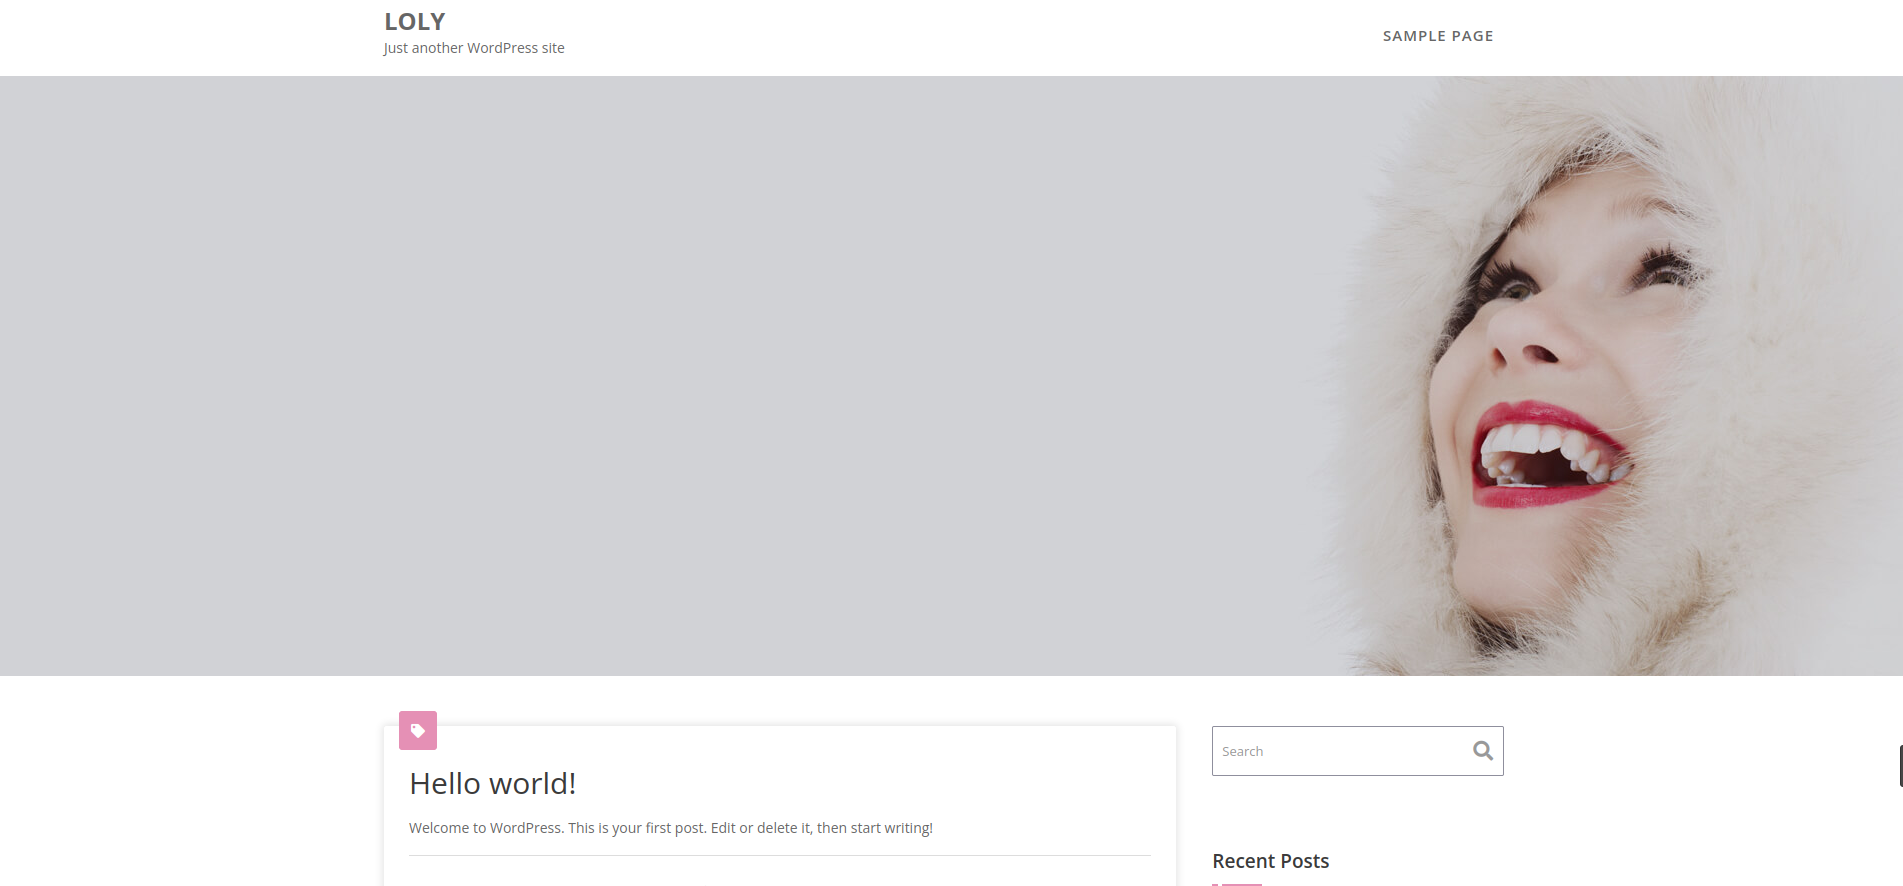 LOLY
Just another WordPress site
SAMPLE PAGE
Hello world!
Welcome to WordPress. This is your first post. Edit or delete it, then start writing!
Search
Recent Posts